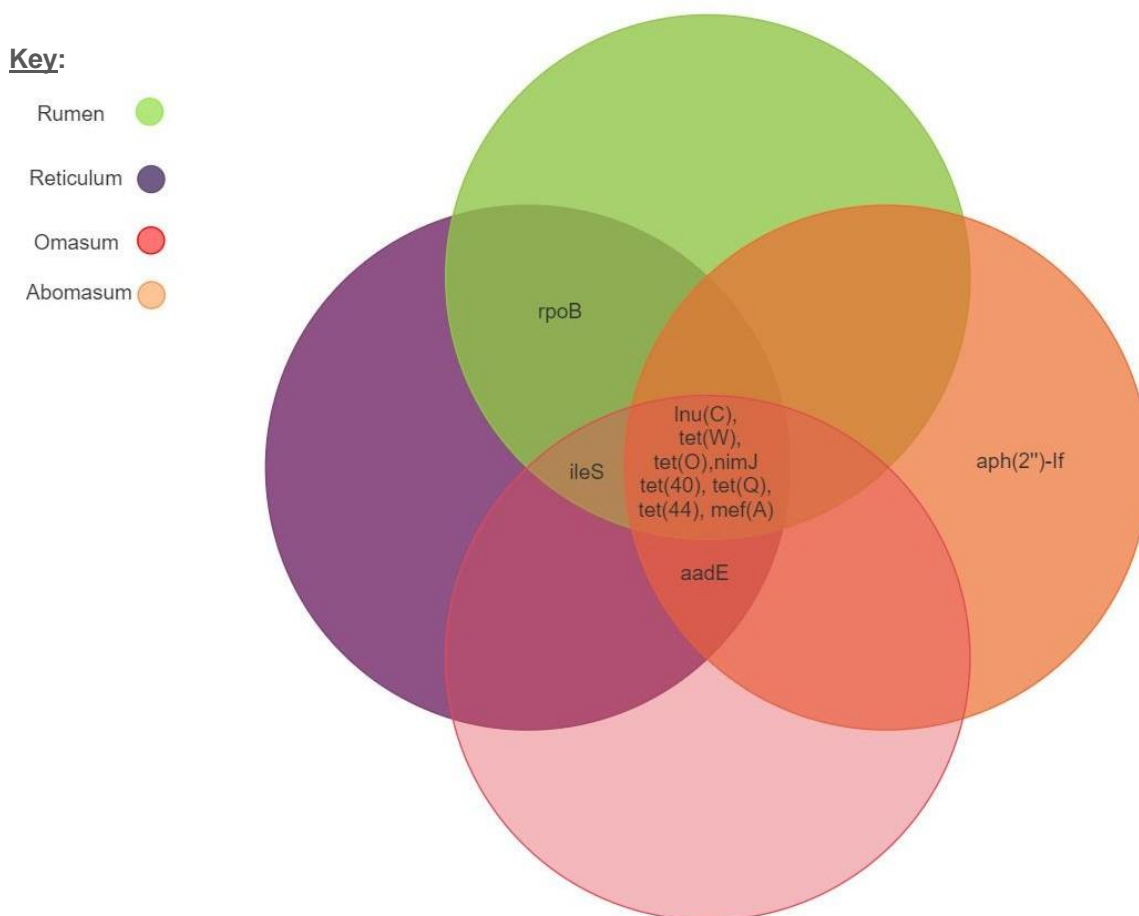 Key:
Rumen
Reticulum
Omasum
Abomasum
rpoB
lnu(C),
tet(W),
tet(O),nimJ
tet(40), tet(Q),
tet(44), mef(A)
ileS
aph(2")-If
aadE